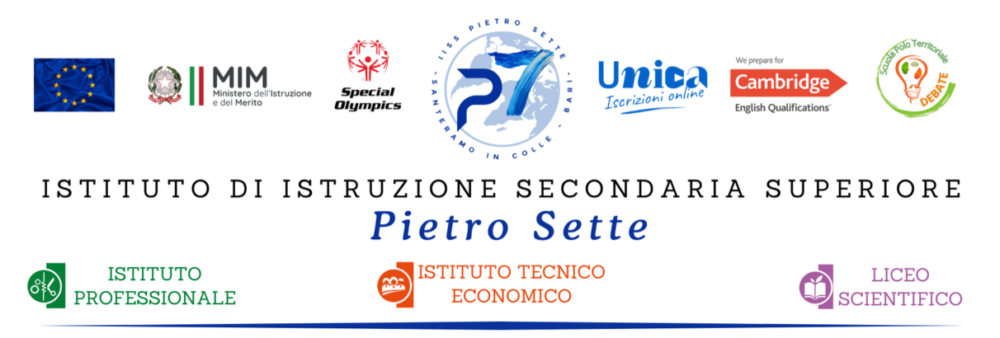 MIM
Ministero dell'Istruzione
e del Merito
Special
Olympics
- IISS PIETRO SETTE - SANTERAMO IN COLLE - BARI
P7
Unica
Iscrizioni online
We prepare for
Cambridge
English Qualifications
Scuola Polo Territoriale
DEBATE
ISTITUTO DI ISTRUZIONE SECONDARIA SUPERIORE
Pietro Sette
ISTITUTO
PROFESSIONALE
ISTITUTO TECNICO
ECONOMICO
LICEO
SCIENTIFICO